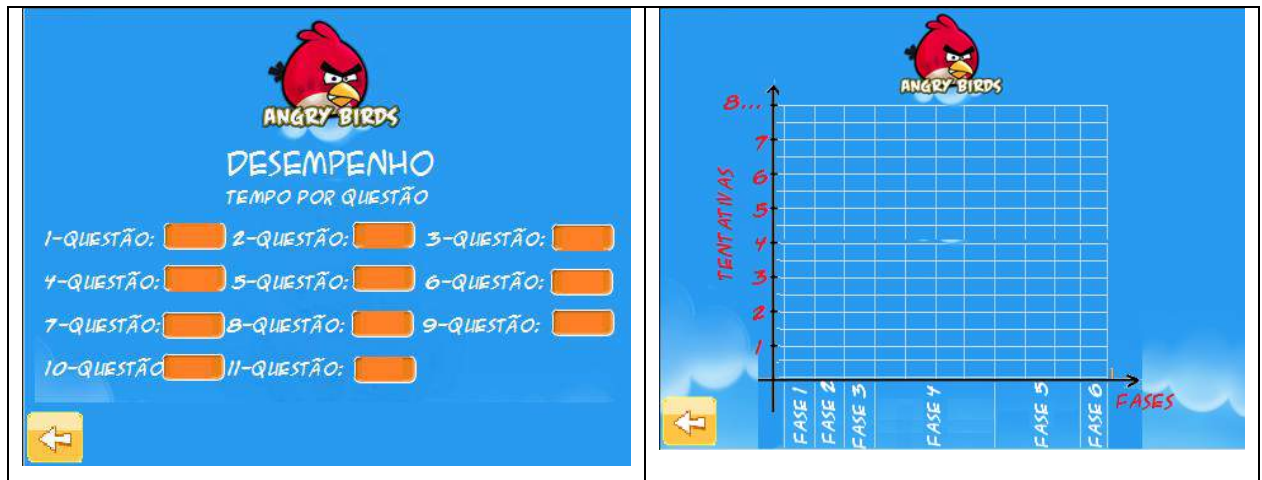 ANGRY BIRDS
DESEMPENHO
TEMPO POR QUESTÃO
1-QUESTÃO: 2-QUESTÃO: 3-QUESTÃO:
4-QUESTÃO: 5-QUESTÃO: 6-QUESTÃO:
7-QUESTÃO: 8-QUESTÃO: 9-QUESTÃO:
10-QUESTÃO 11-QUESTÃO:
ANGRY BIRDS
8...
7
6
5
4
3
2
1
TENTATIVAS
FASE 1
FASE 2
FASE 3
FASE 4
FASE 5
FASE 6
FASES